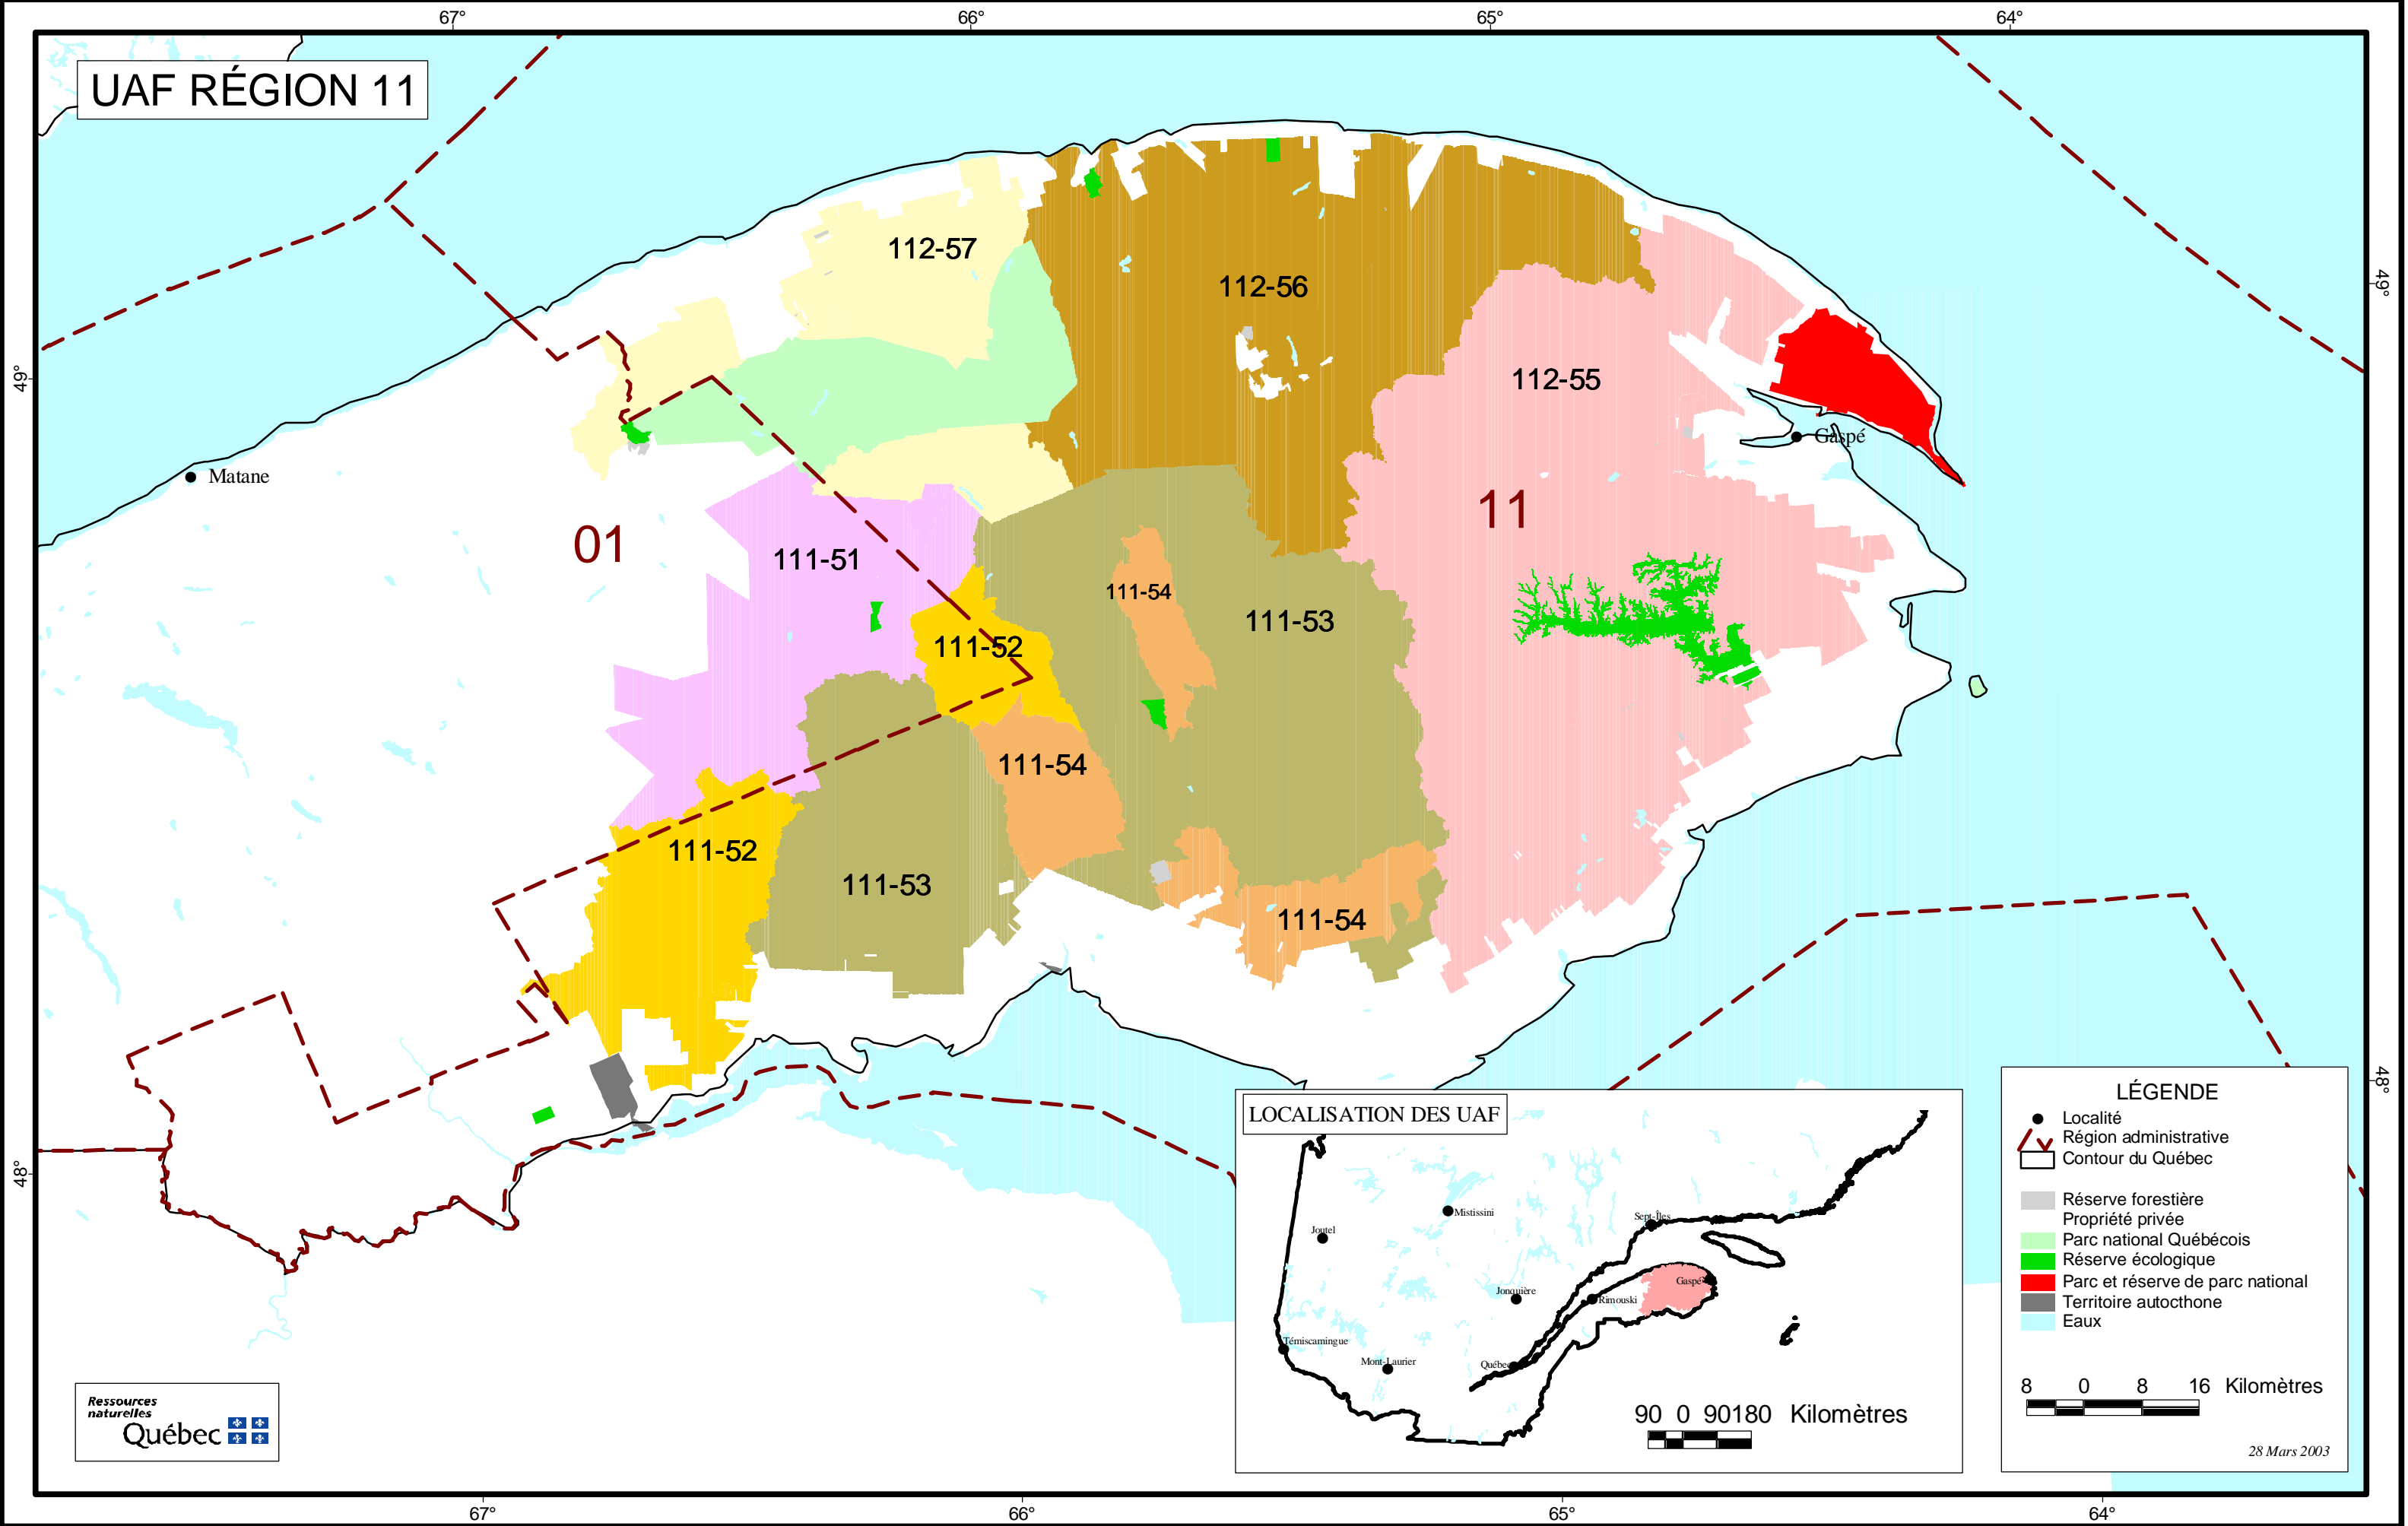 67° 66° 65° 64°
UAF RÉGION 11
112-57
112-56
49°
49°
112-55
Gaspé
Matane
11
01
111-51
111-54
111-53
111-52
111-54
111-52
111-53
111-54
48°
48°
LÉGENDE
Localité
Région administrative
Contour du Québec
Réserve forestière
Propriété privée
Parc national Québécois
Réserve écologique
Parc et réserve de parc national
Territoire autocthone
Eaux
8 0 8 16 Kilomètres
28 Mars 2003
LOCALISATION DES UAF
Mistissini
Sept-Îles
Joutel
Gaspé
Jonquière
Rimouski
Témiscamingue
Mont-Laurier
Québec
90 0 90180 Kilomètres
Ressources
naturelles
Québec
67° 66° 65° 64°